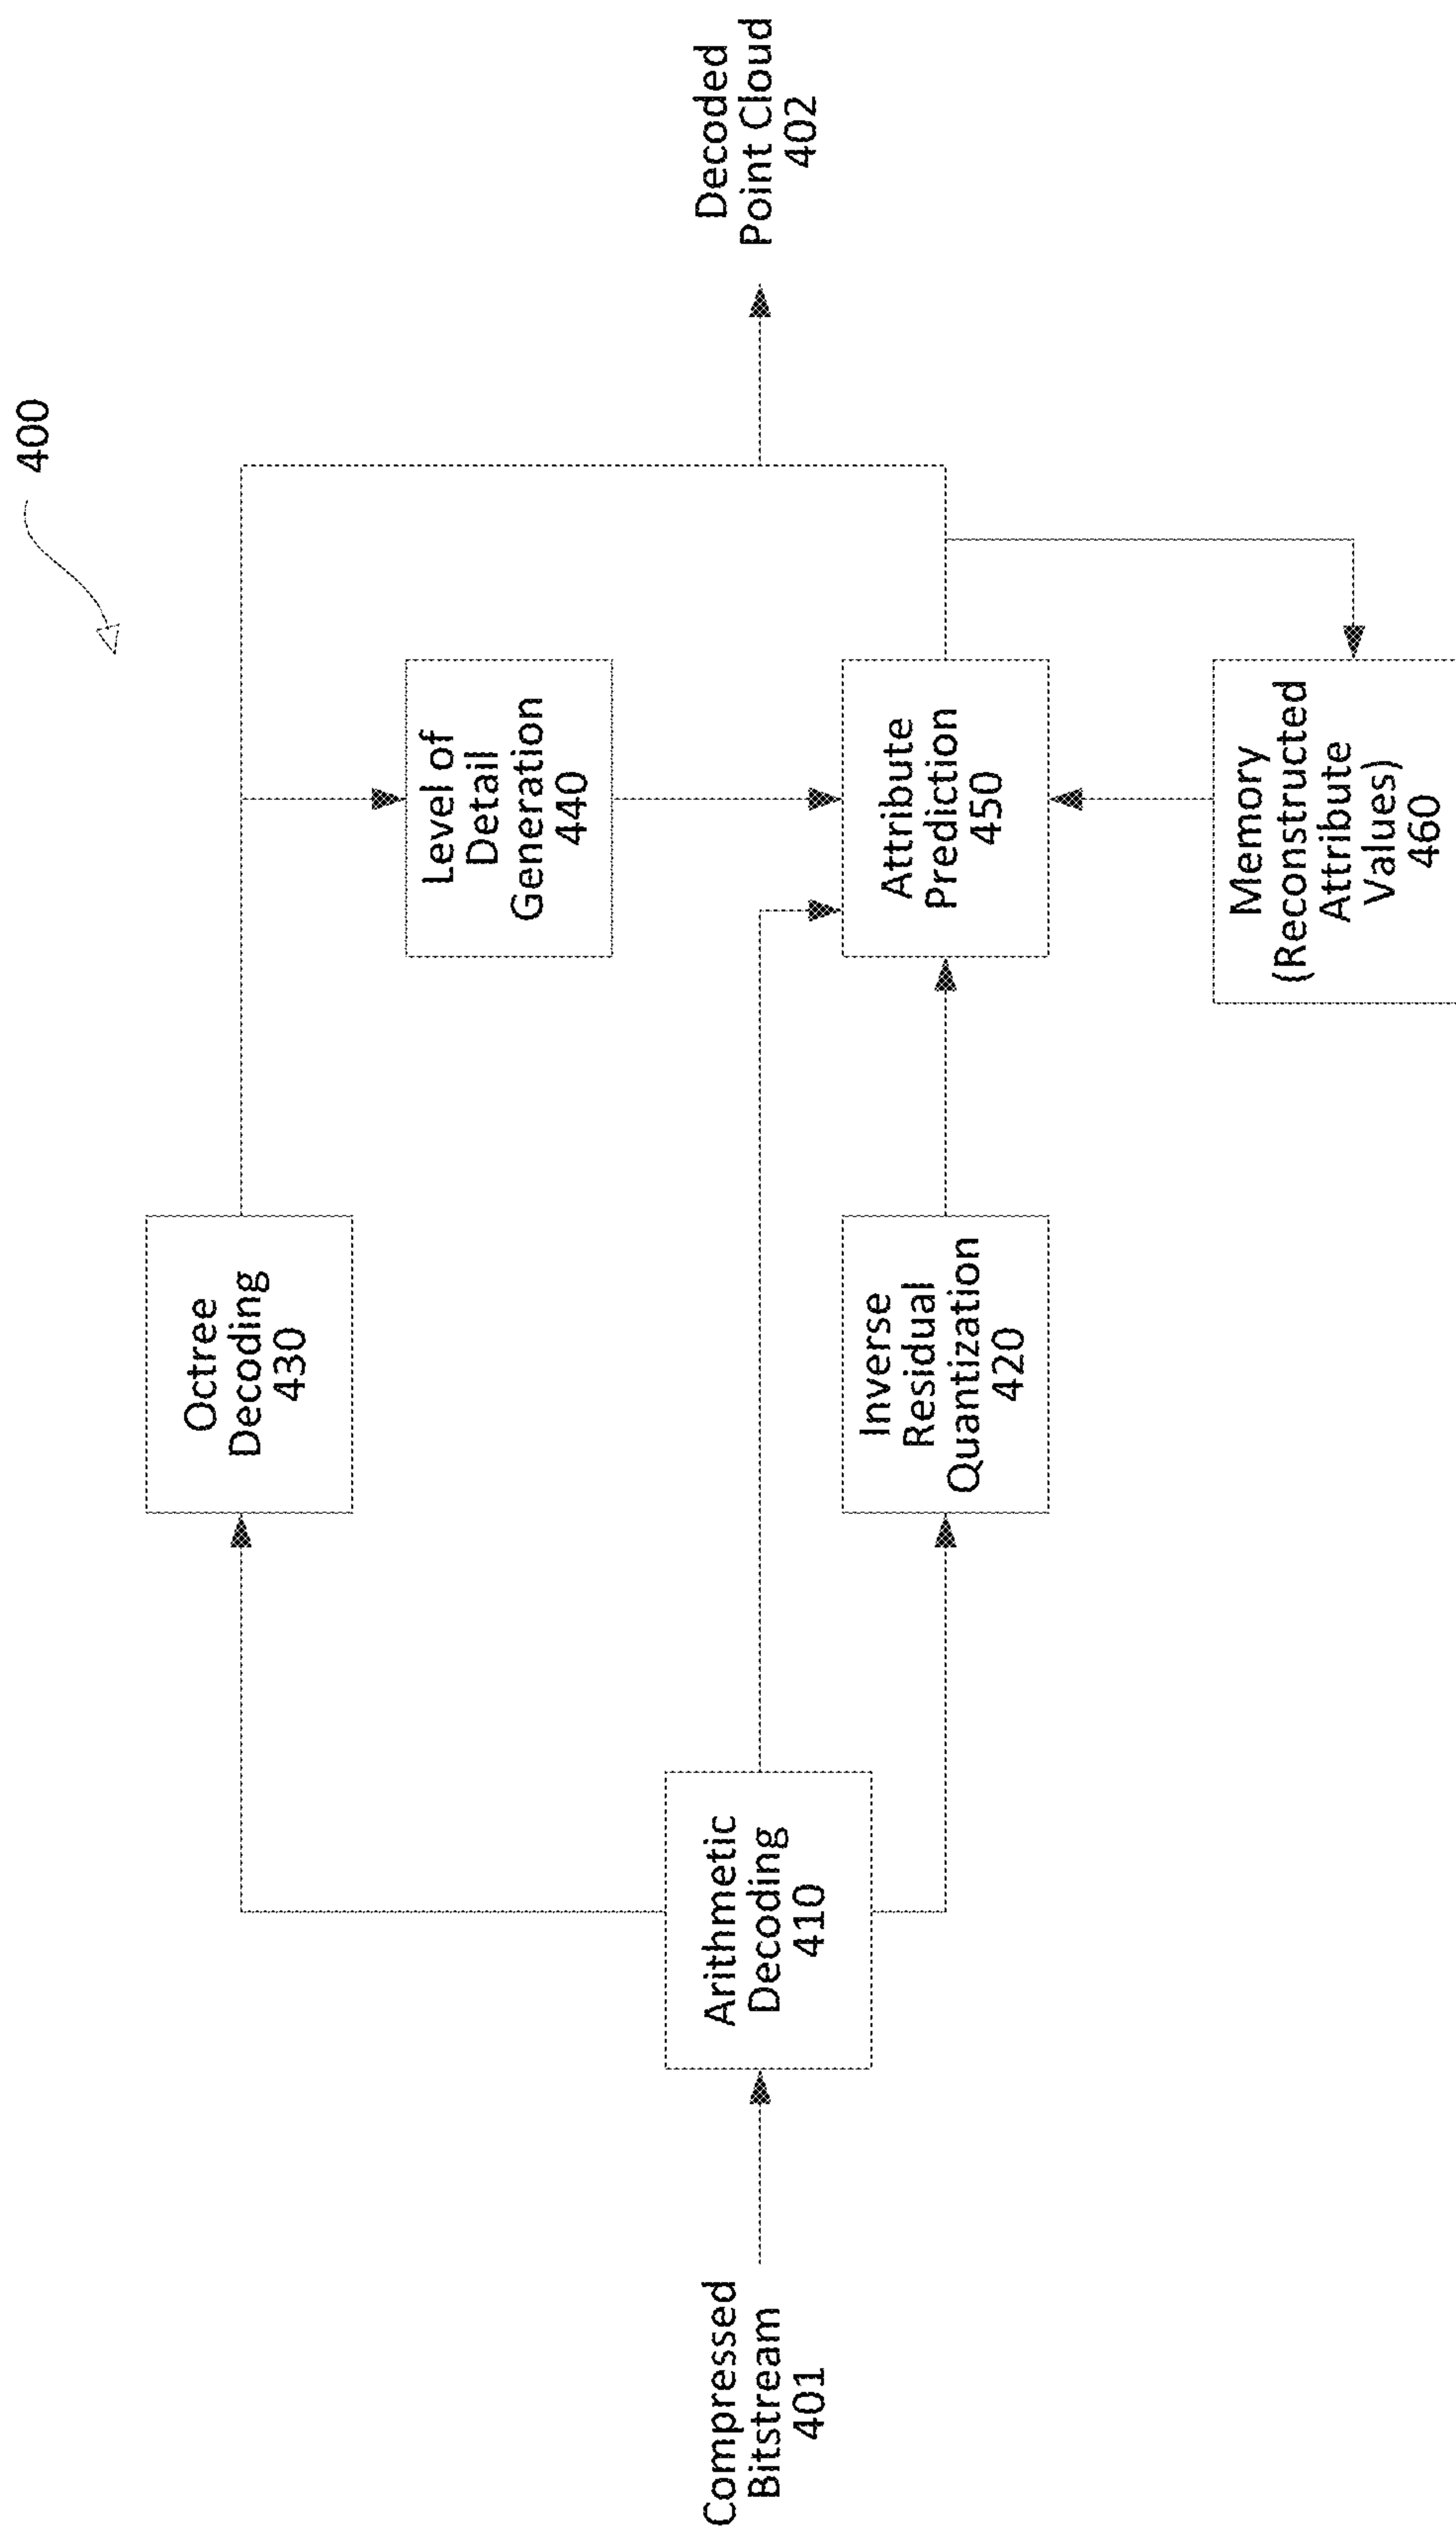 400
Octree
Decoding
430
Level of
Detail
Generation
440
Compressed
Bitstream
401
Arithmetic
Decoding
410
Decoded
Point Cloud
402
Inverse
Residual
Quantization
420
Attribute
Prediction
450
Memory
(Reconstructed
Attribute
Values)
460